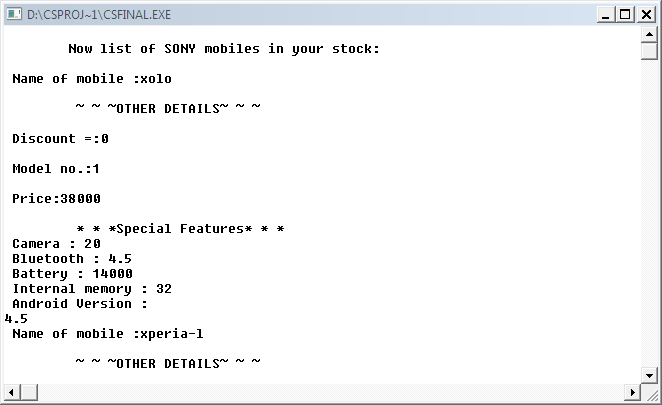 D:\CSPROJ~1\CSFINAL.EXE
Now list of SONY mobiles in your stock:
Name of mobile :xolo
~ ~ ~OTHER DETAILS~ ~ ~
Discount =:0
Model no.:1
Price:38000
* * *Special Features* * *
Camera : 20
Bluetooth : 4.5
Battery : 14000
Internal memory : 32
Android Version :
4.5
Name of mobile :xperia-l
~ ~ ~OTHER DETAILS~ ~ ~